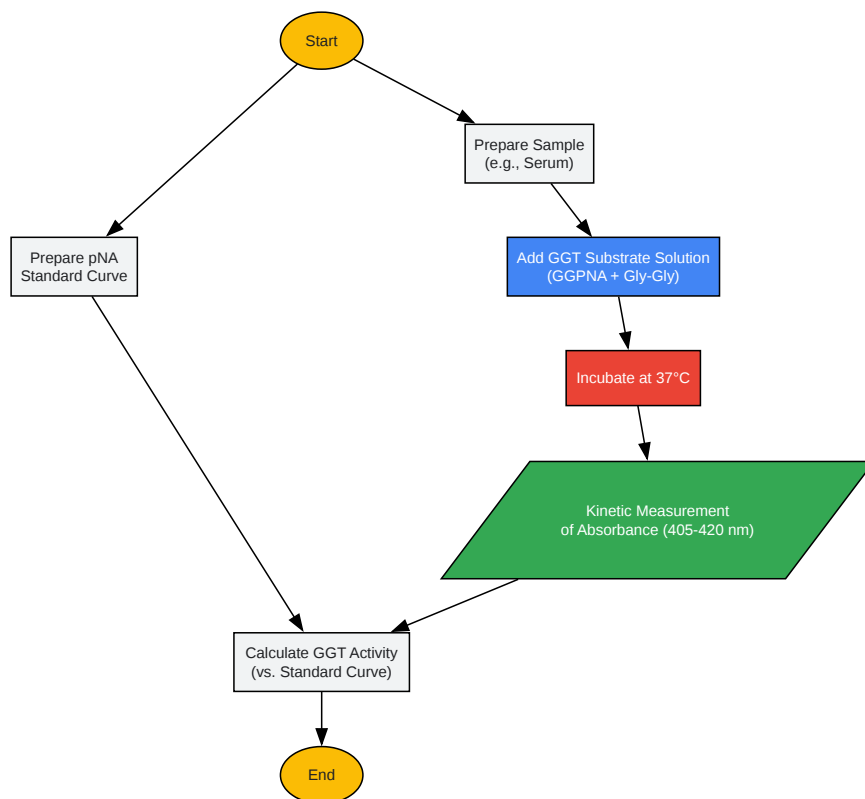 Start
Prepare Sample
(e.g., Serum)
Prepare pNA
Standard Curve
Add GGT Substrate Solution
(GGPNA + Gly-Gly)
Incubate at 37°C
Kinetic Measurement
of Absorbance (405-420 nm)
Calculate GGT Activity
(vs. Standard Curve)
End